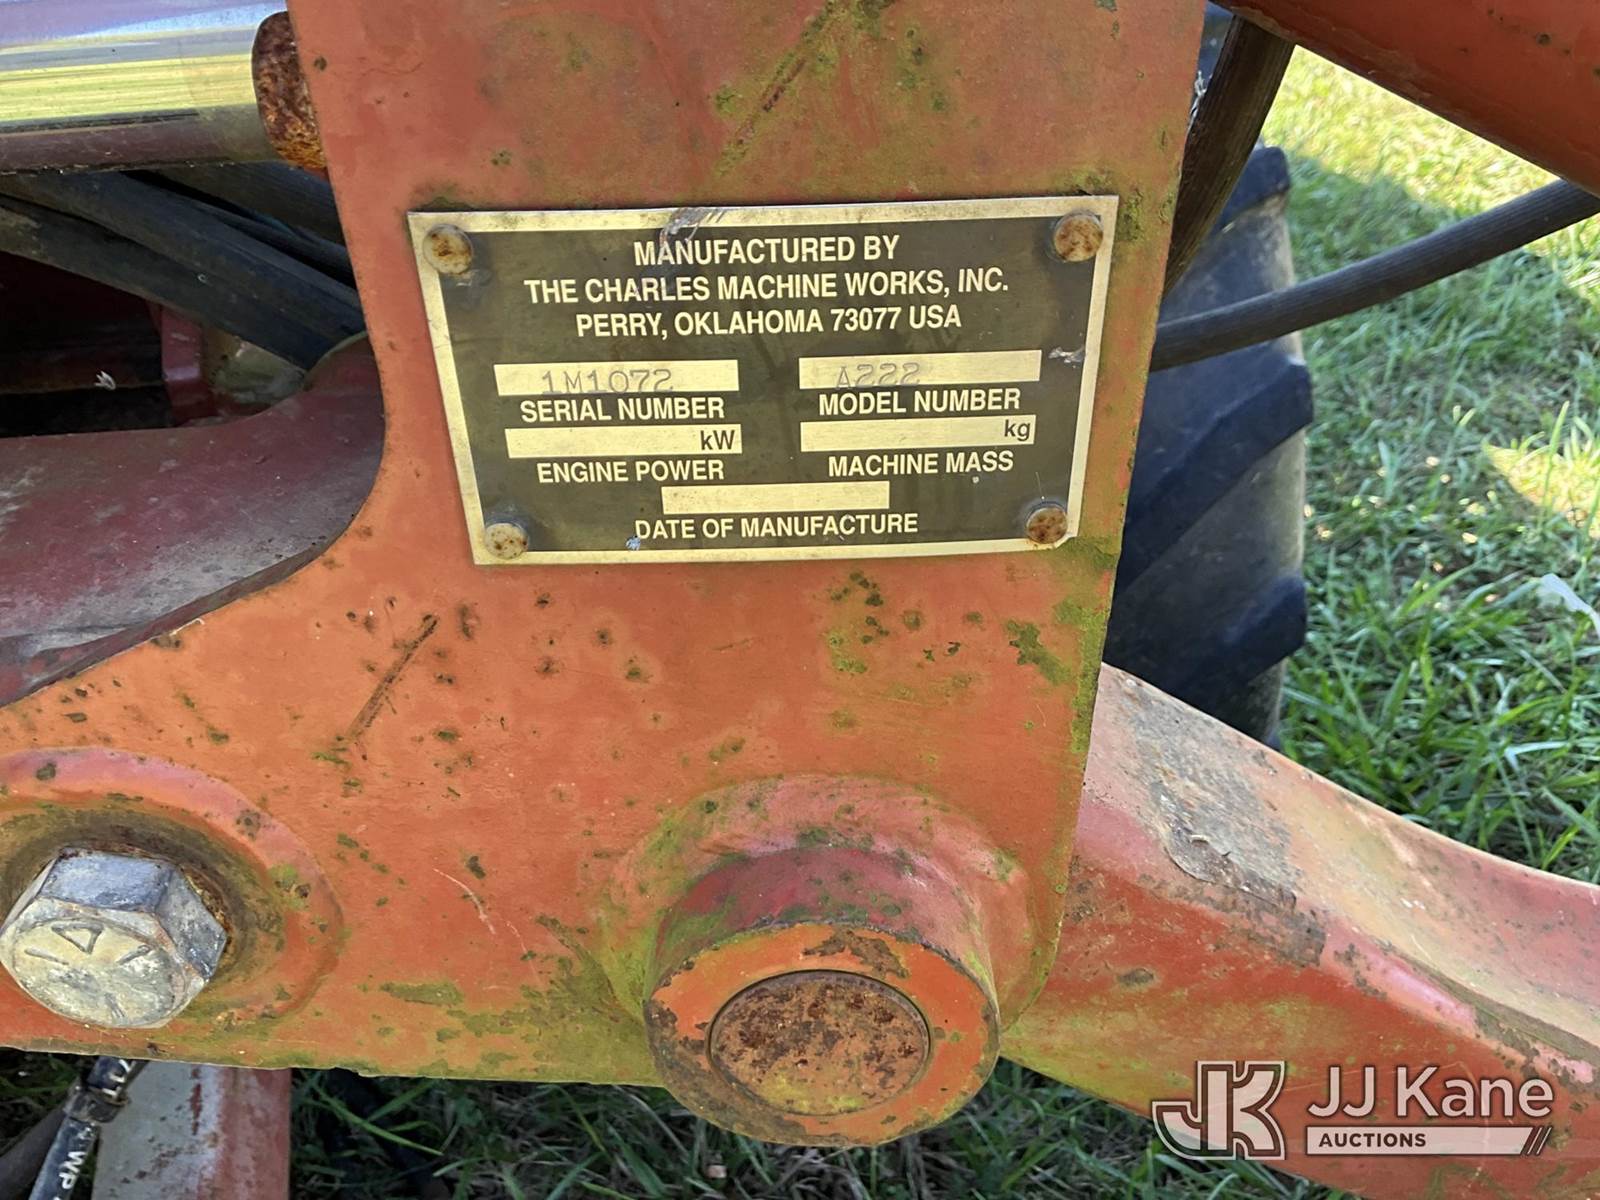 MANUFACTURED BY
THE CHARLES MACHINE WORKS, INC.
PERRY, OKLAHOMA 73077 USA
1M1072 A222
SERIAL NUMBER MODEL NUMBER
kW kg
ENGINE POWER MACHINE MASS
DATE OF MANUFACTURE
JK JJ Kane
AUCTIONS